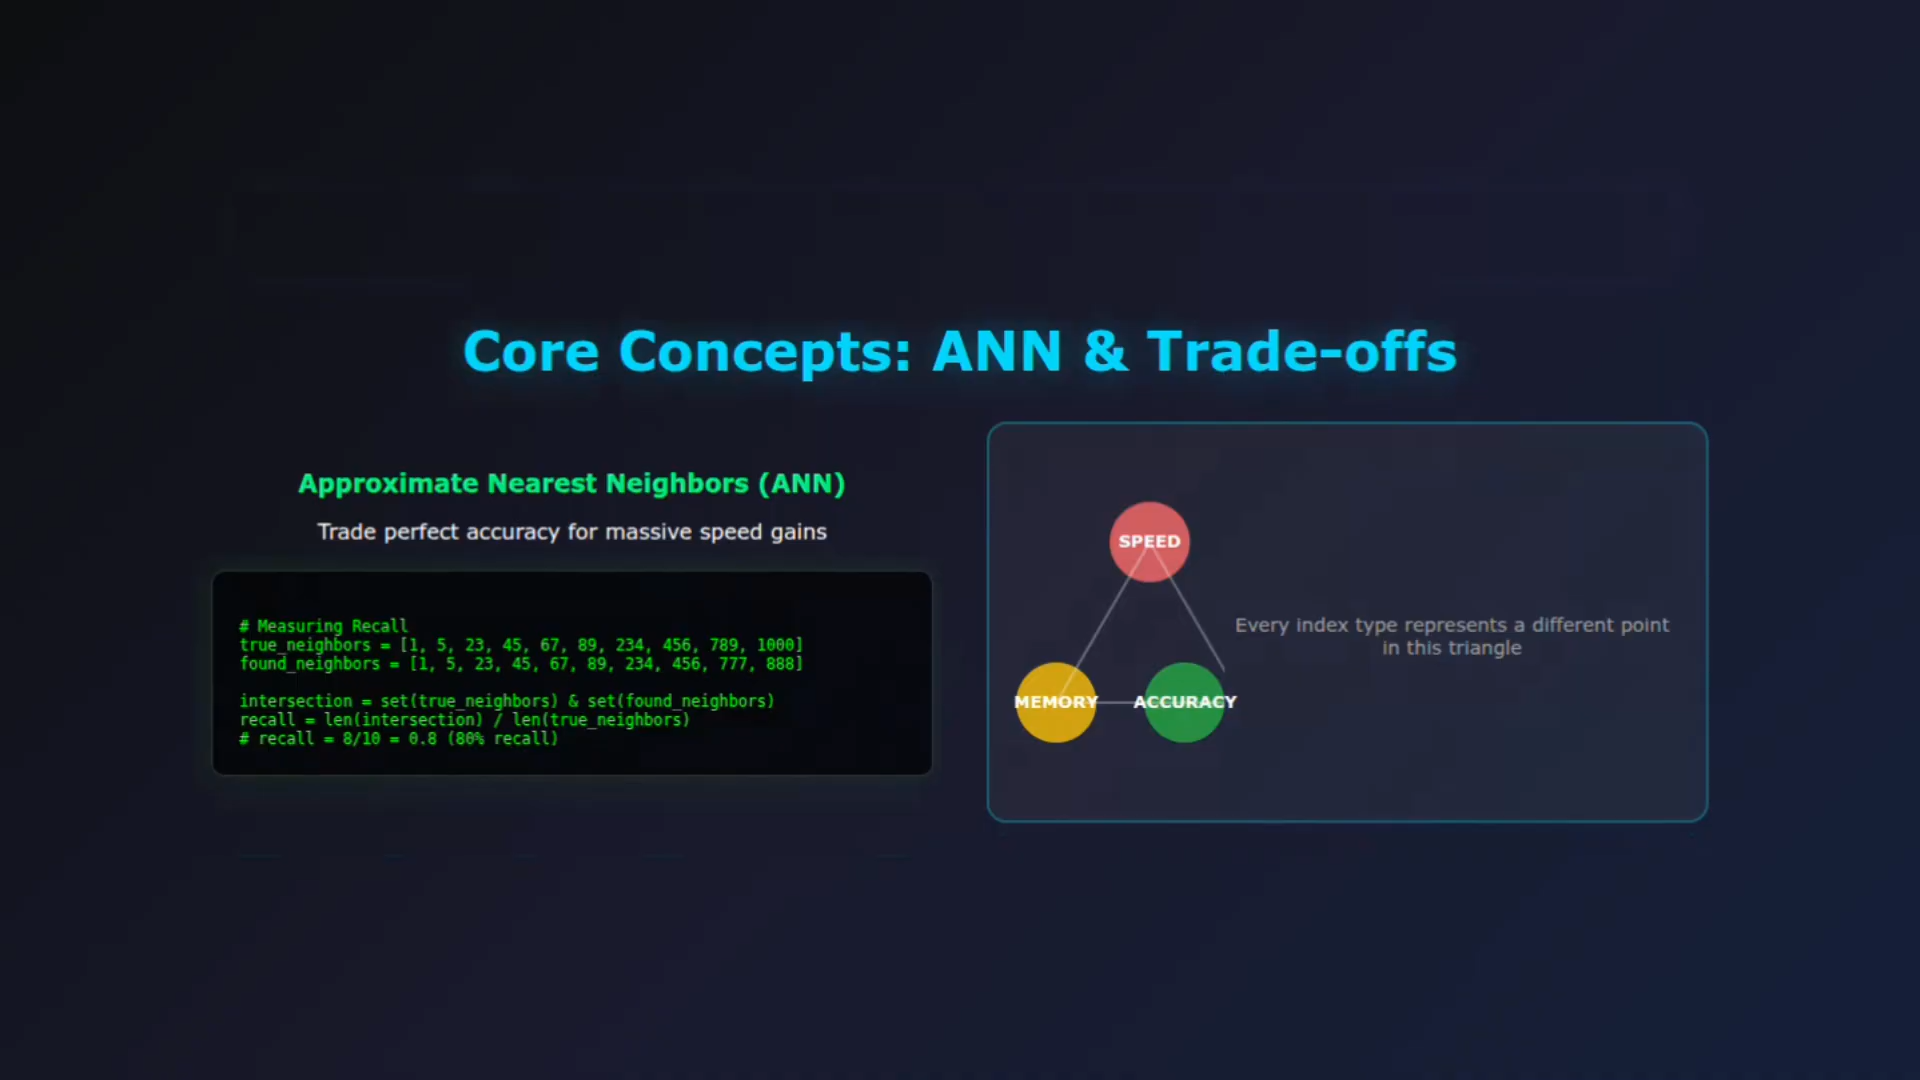 Core Concepts: ANN & Trade-offs
Approximate Nearest Neighbors (ANN)
Trade perfect accuracy for massive speed gains
# Measuring Recall
true_neighbors = [1, 5, 23, 45, 67, 89, 234, 456, 789, 1000]
found_neighbors = [1, 5, 23, 45, 67, 89, 234, 456, 777, 888]
intersection = set(true_neighbors) & set(found_neighbors)
recall = len(intersection) / len(true_neighbors)
# recall = 8/10 = 0.8 (80% recall)
SPEED
MEMORY
ACCURACY
Every index type represents a different point
in this triangle